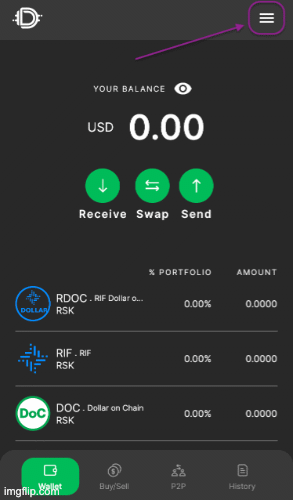 YOUR BALANCE
USD 0.00
Receive Swap Send
% PORTFOLIO AMOUNT
RDOC . RIF Dollar o... 0.00% 0.0000
RSK
DOLLAR
RIF . RIF 0.00% 0.0000
RSK
DOC . Dollar on Chain 0.00% 0.0000
RSK
DoC
Wallet Buy/Sell P2P History
imgflip.com